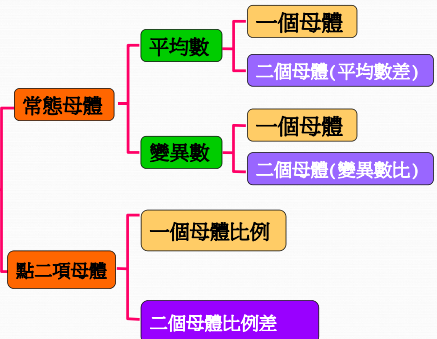 一個母體
平均數
二個母體(平均數差)
常態母體
一個母體
變異數
二個母體(變異數比)
一個母體比例
點二項母體
二個母體比例差